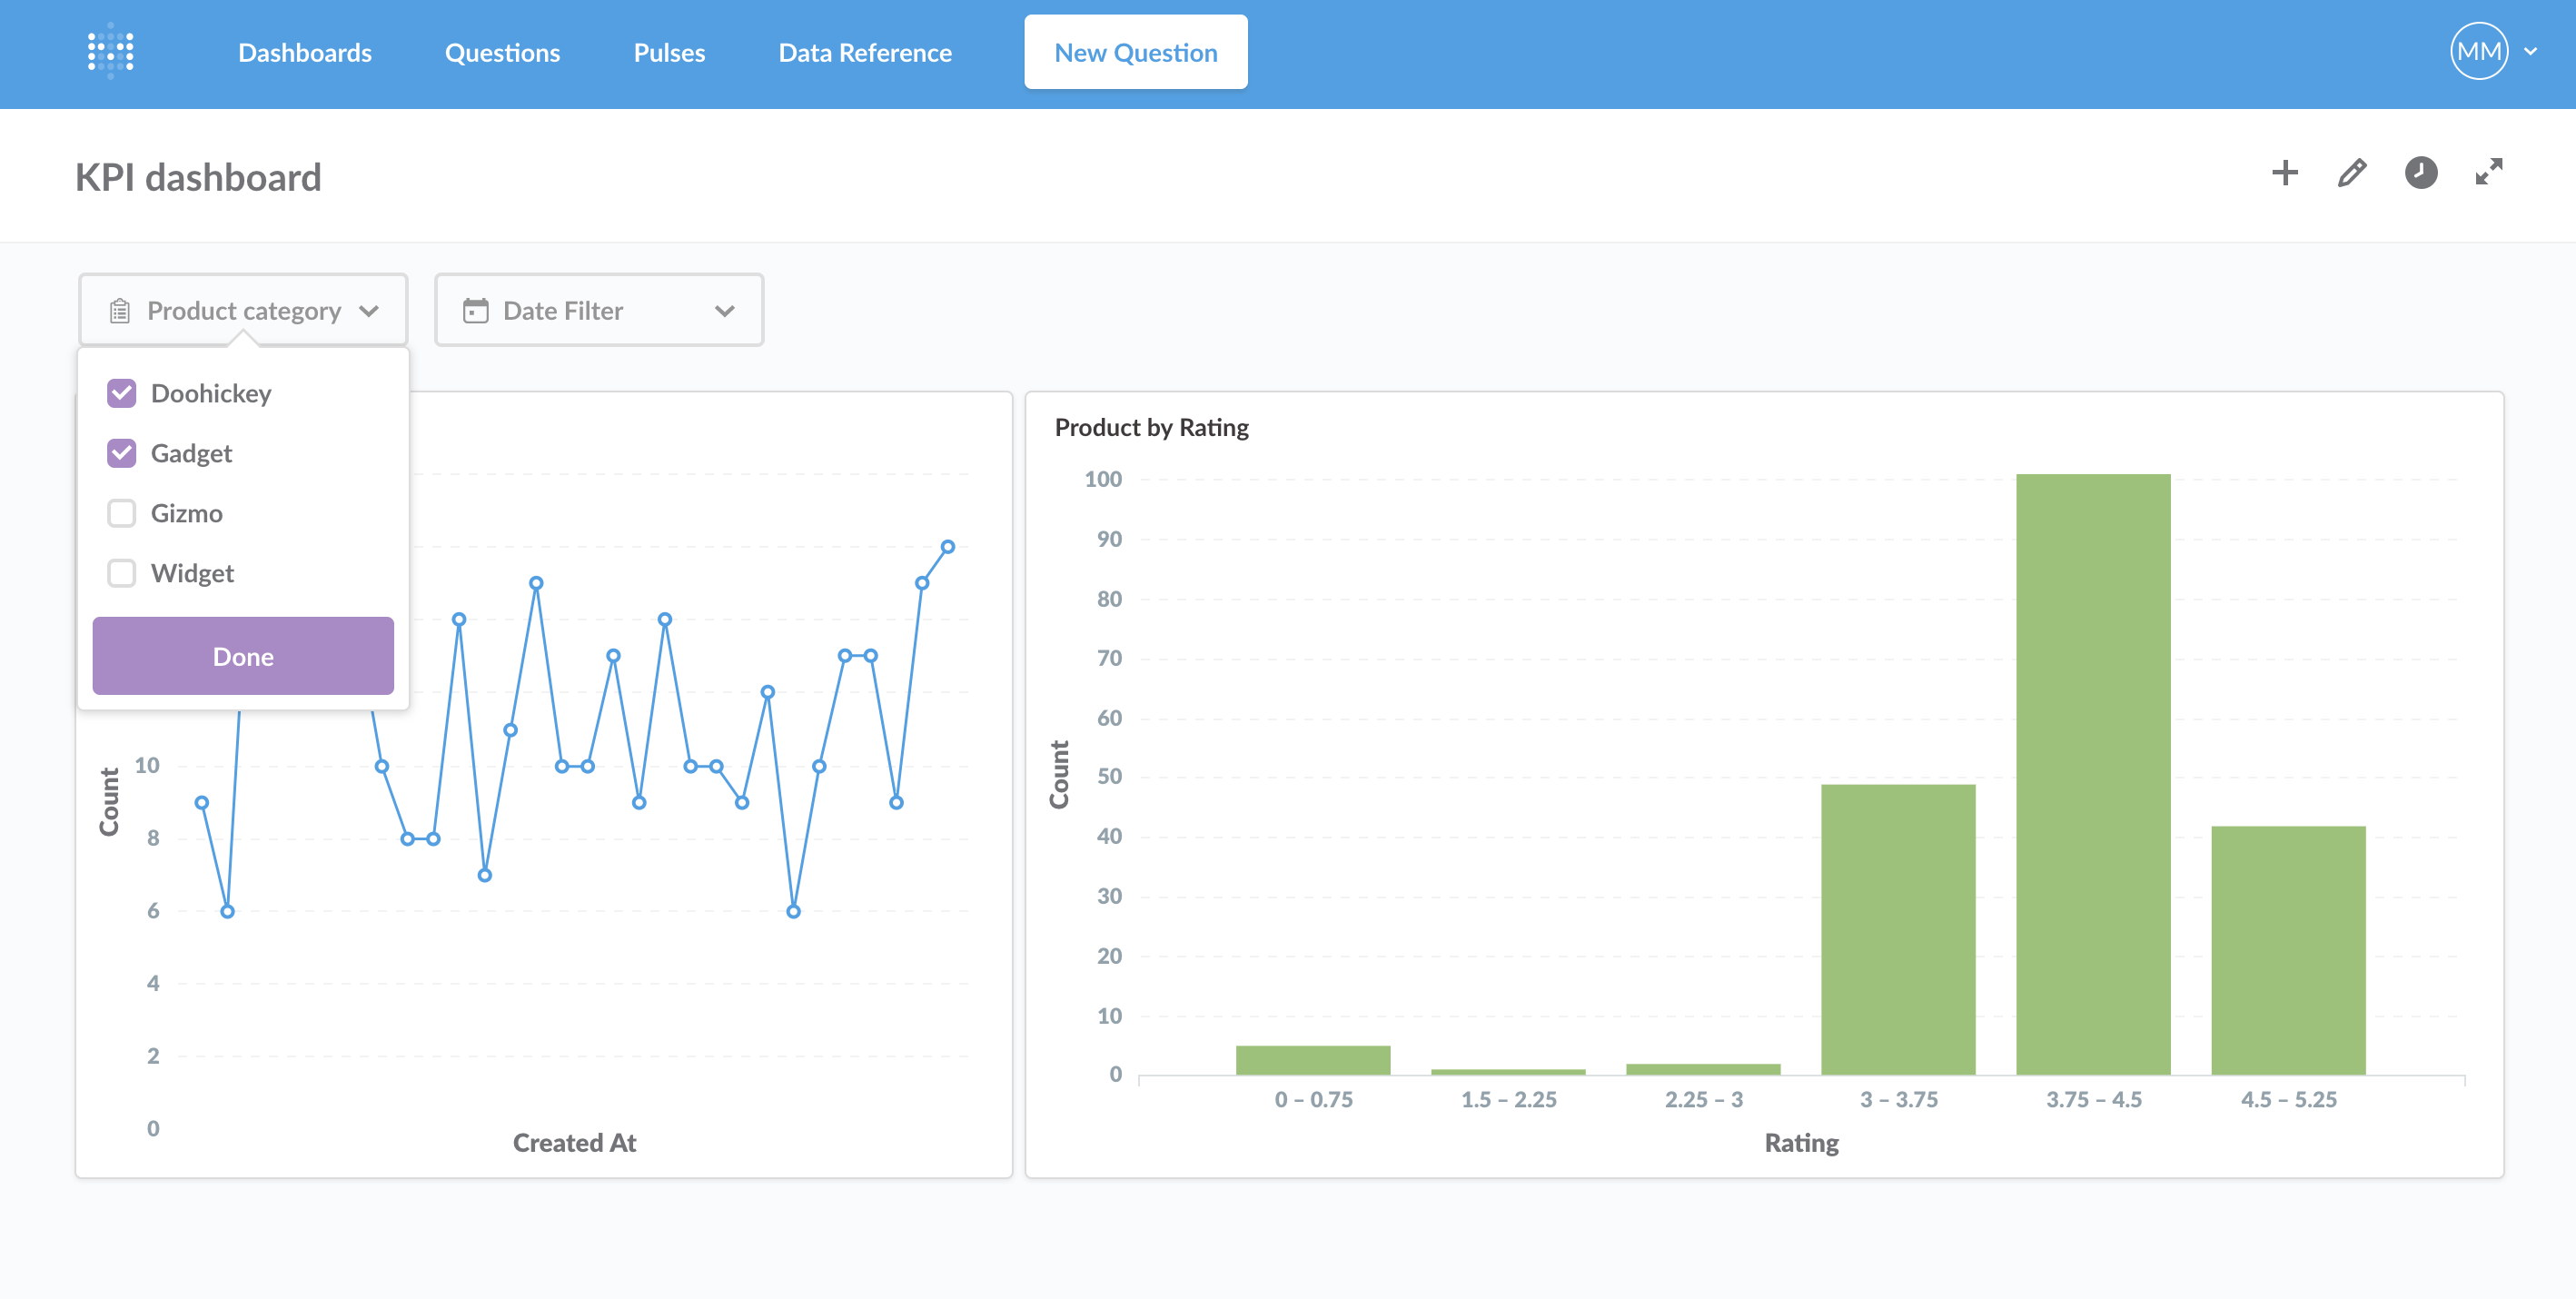 Dashboards Questions Pulses Data Reference New Question MM
KPI dashboard
Product category
Date Filter
Doohickey
Gadget
Gizmo
Widget
Done
10
8
6
4
2
0
Count
Created At
Product by Rating
100
90
80
70
60
50
40
30
20
10
0
Count
0 – 0.75 1.5 – 2.25 2.25 – 3 3 – 3.75 3.75 – 4.5 4.5 – 5.25
Rating